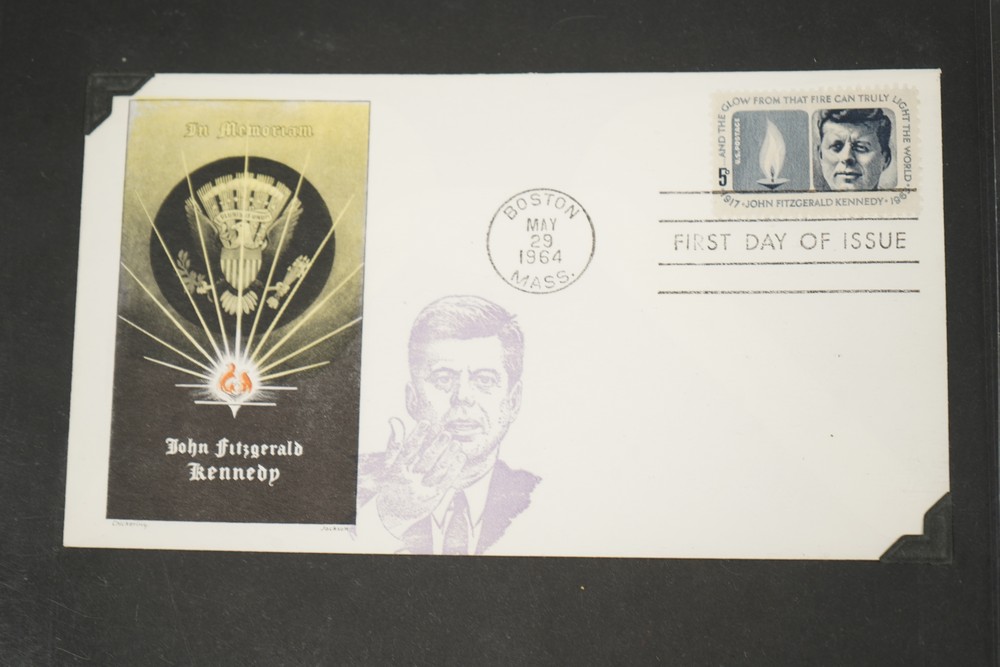 In Memoriam
John Fitzgerald
Kennedy
BOSTON
MAY
29
1964
MASS.
AND THE GLOW FROM THAT FIRE CAN TRULY LIGHT THE WORLD
U.S. POSTAGE
5c
1917 · JOHN FITZGERALD KENNEDY · 1963
FIRST DAY OF ISSUE